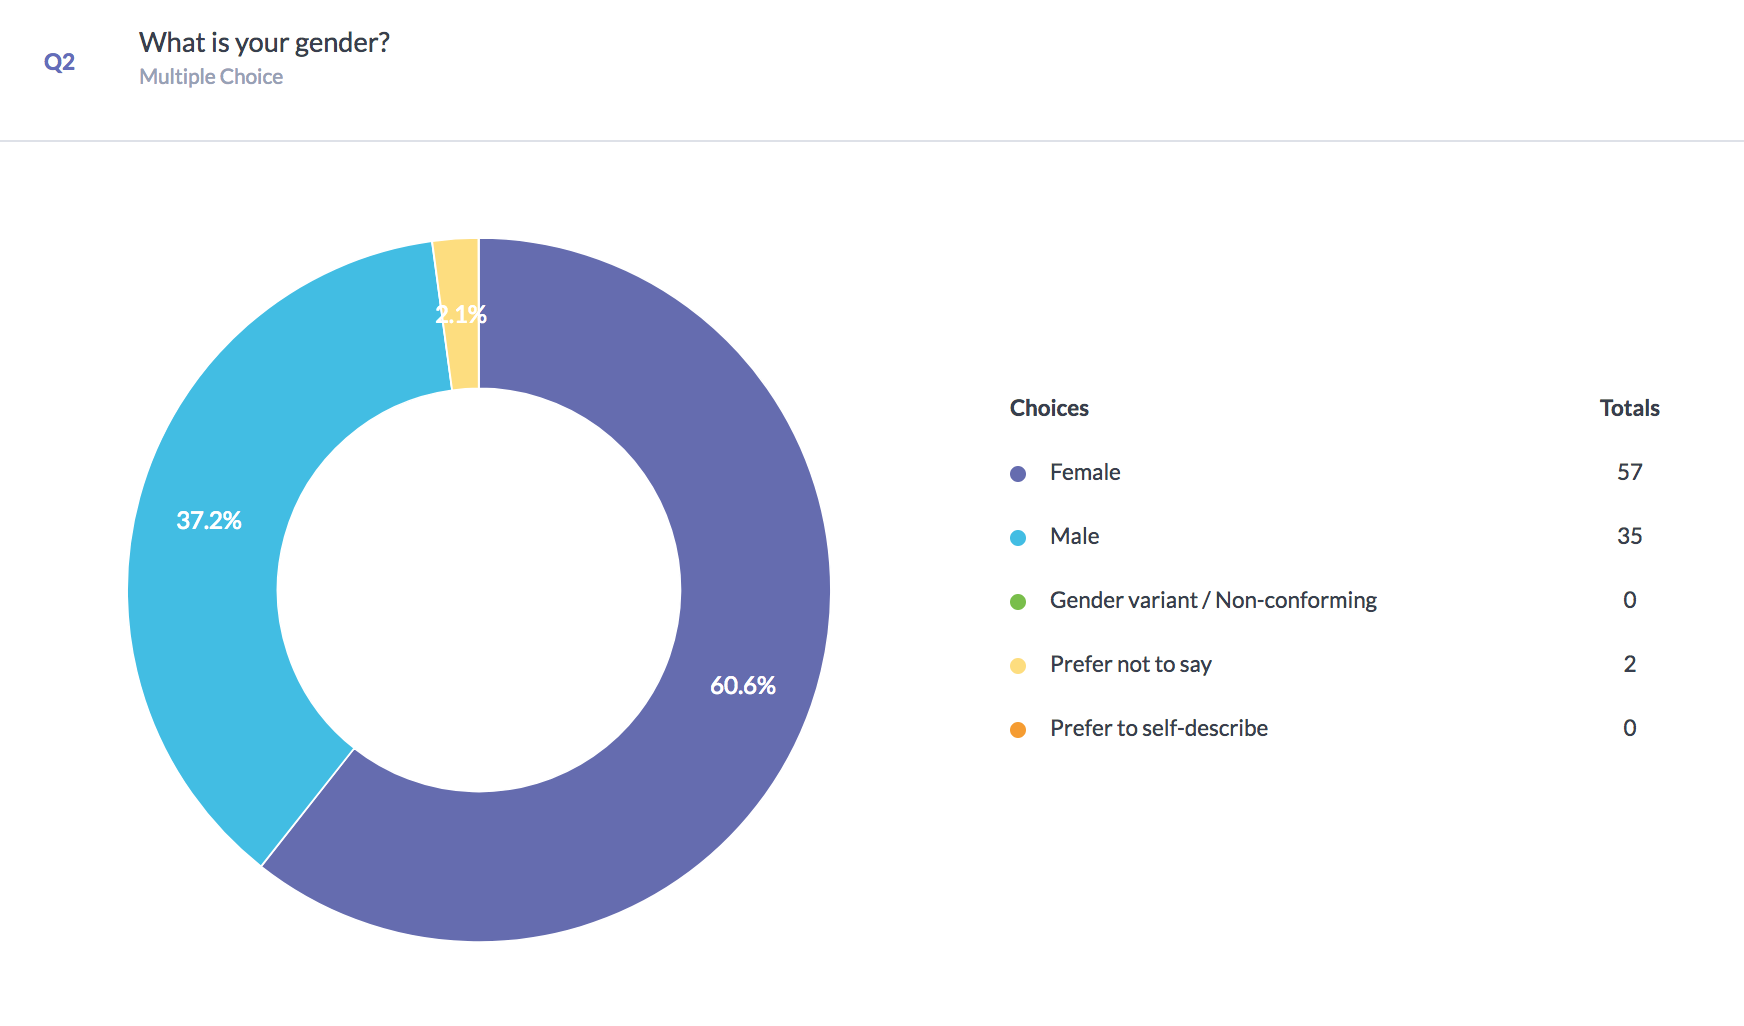 Q2
What is your gender?
Multiple Choice
2.1%
37.2%
60.6%
Choices Totals
Female 57
Male 35
Gender variant / Non-conforming 0
Prefer not to say 2
Prefer to self-describe 0